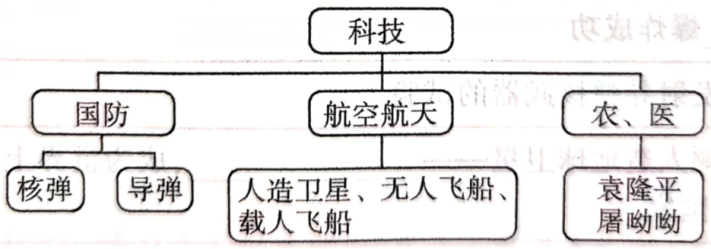 科技
国防
航空航天
农、医
核弹
导弹
人造卫星、无人飞船、
载人飞船
袁隆平
屠呦呦